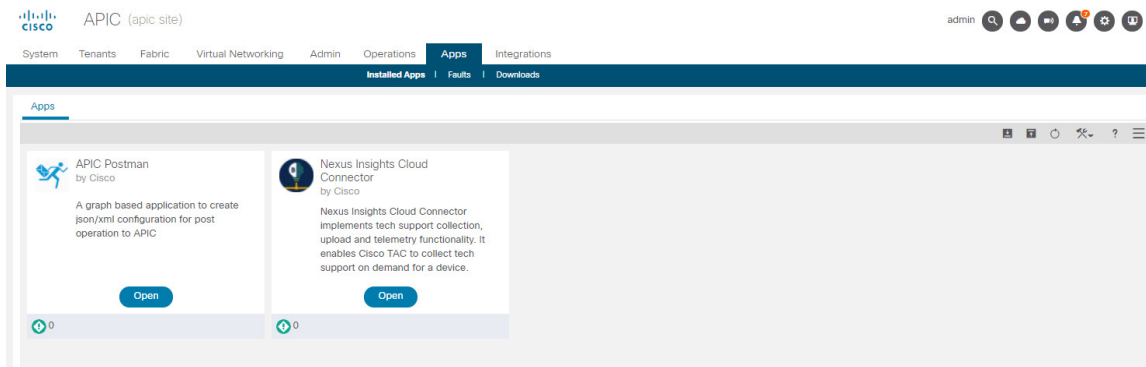 CISCO
APIC (apic site)
admin
7
System Tenants Fabric Virtual Networking Admin Operations Apps Integrations
Installed Apps | Faults | Downloads
Apps
?
APIC Postman
by Cisco
A graph based application to create
json/xml configuration for post
operation to APIC
Open
0
Nexus Insights Cloud
Connector
by Cisco
Nexus Insights Cloud Connector
implements tech support collection,
upload and telemetry functionality. It
enables Cisco TAC to collect tech
support on demand for a device.
Open
0